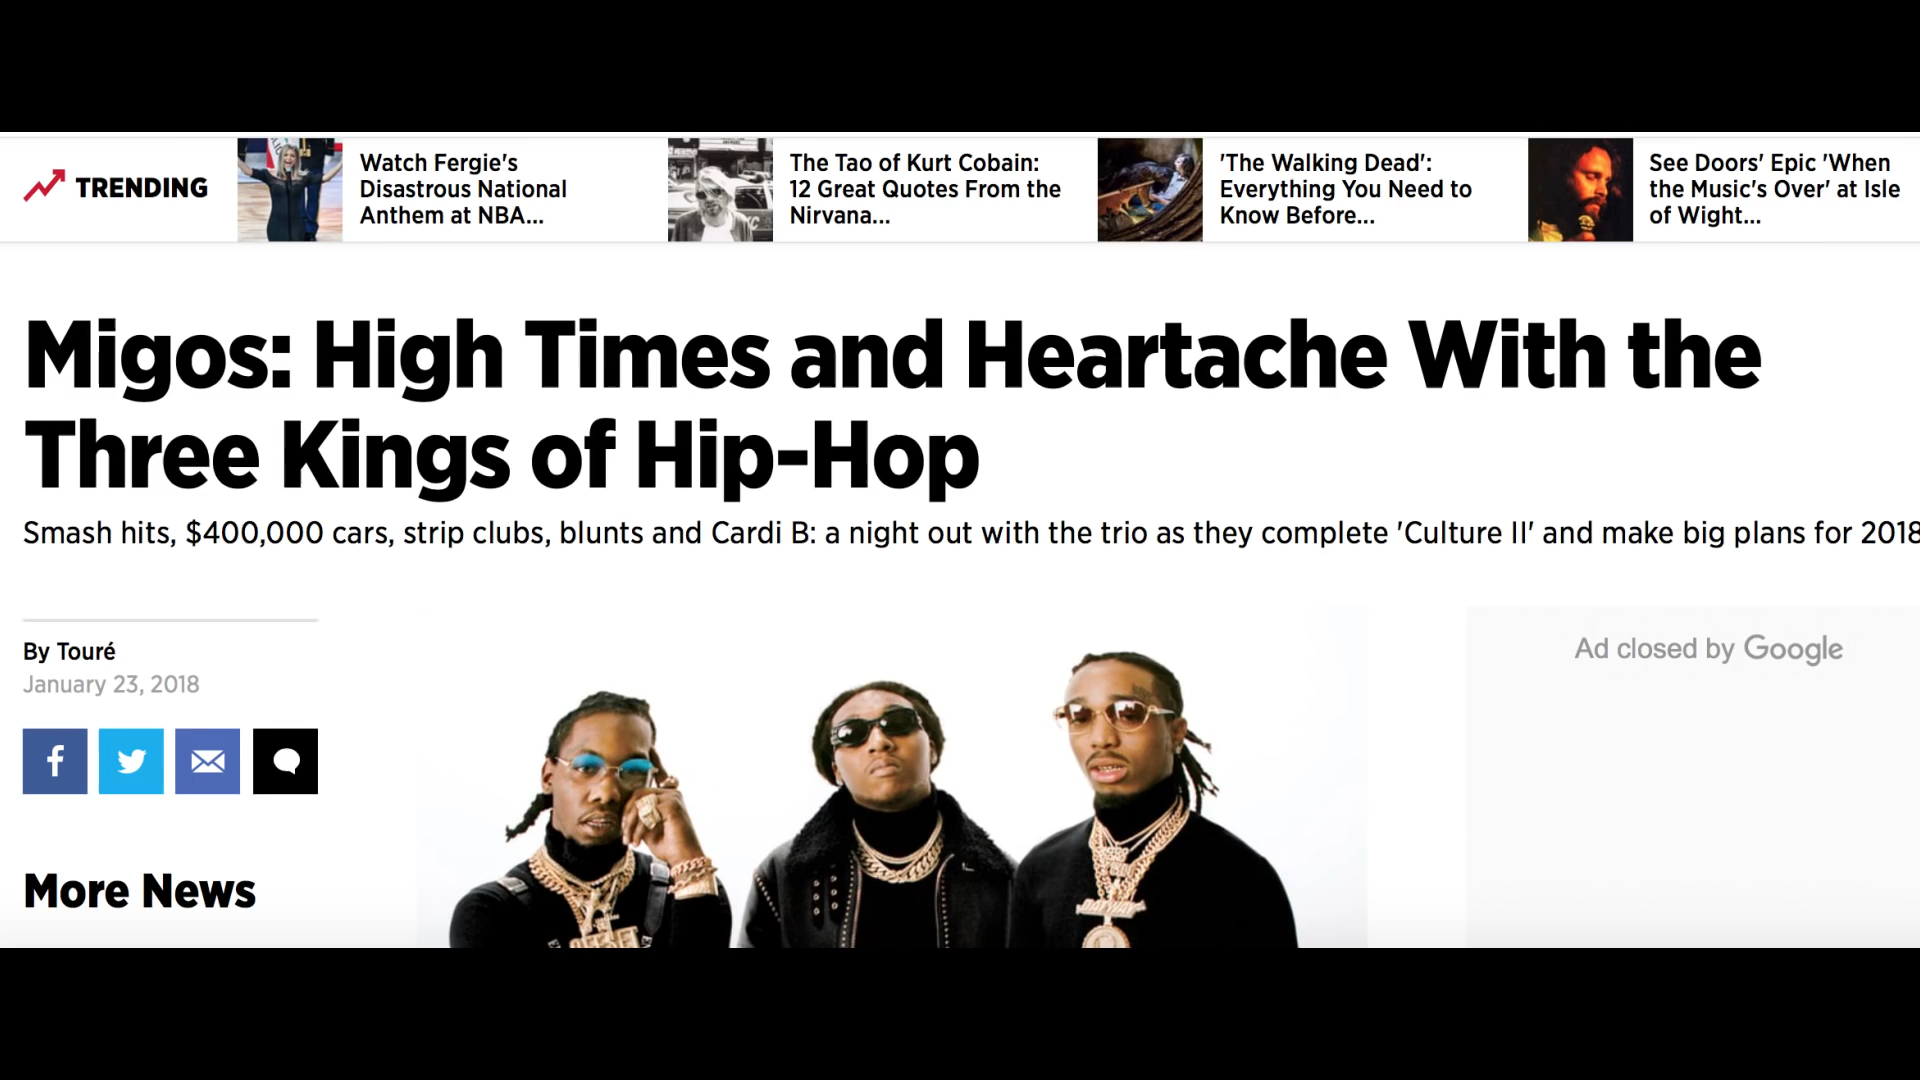 TRENDING
Watch Fergie's
Disastrous National
Anthem at NBA...
The Tao of Kurt Cobain:
12 Great Quotes From the
Nirvana...
'The Walking Dead':
Everything You Need to
Know Before...
See Doors' Epic 'When
the Music's Over' at Isle
of Wight...
Migos: High Times and Heartache With the
Three Kings of Hip-Hop
Smash hits, $400,000 cars, strip clubs, blunts and Cardi B: a night out with the trio as they complete 'Culture II' and make big plans for 2018
By Touré
January 23, 2018
Ad closed by Google
More News